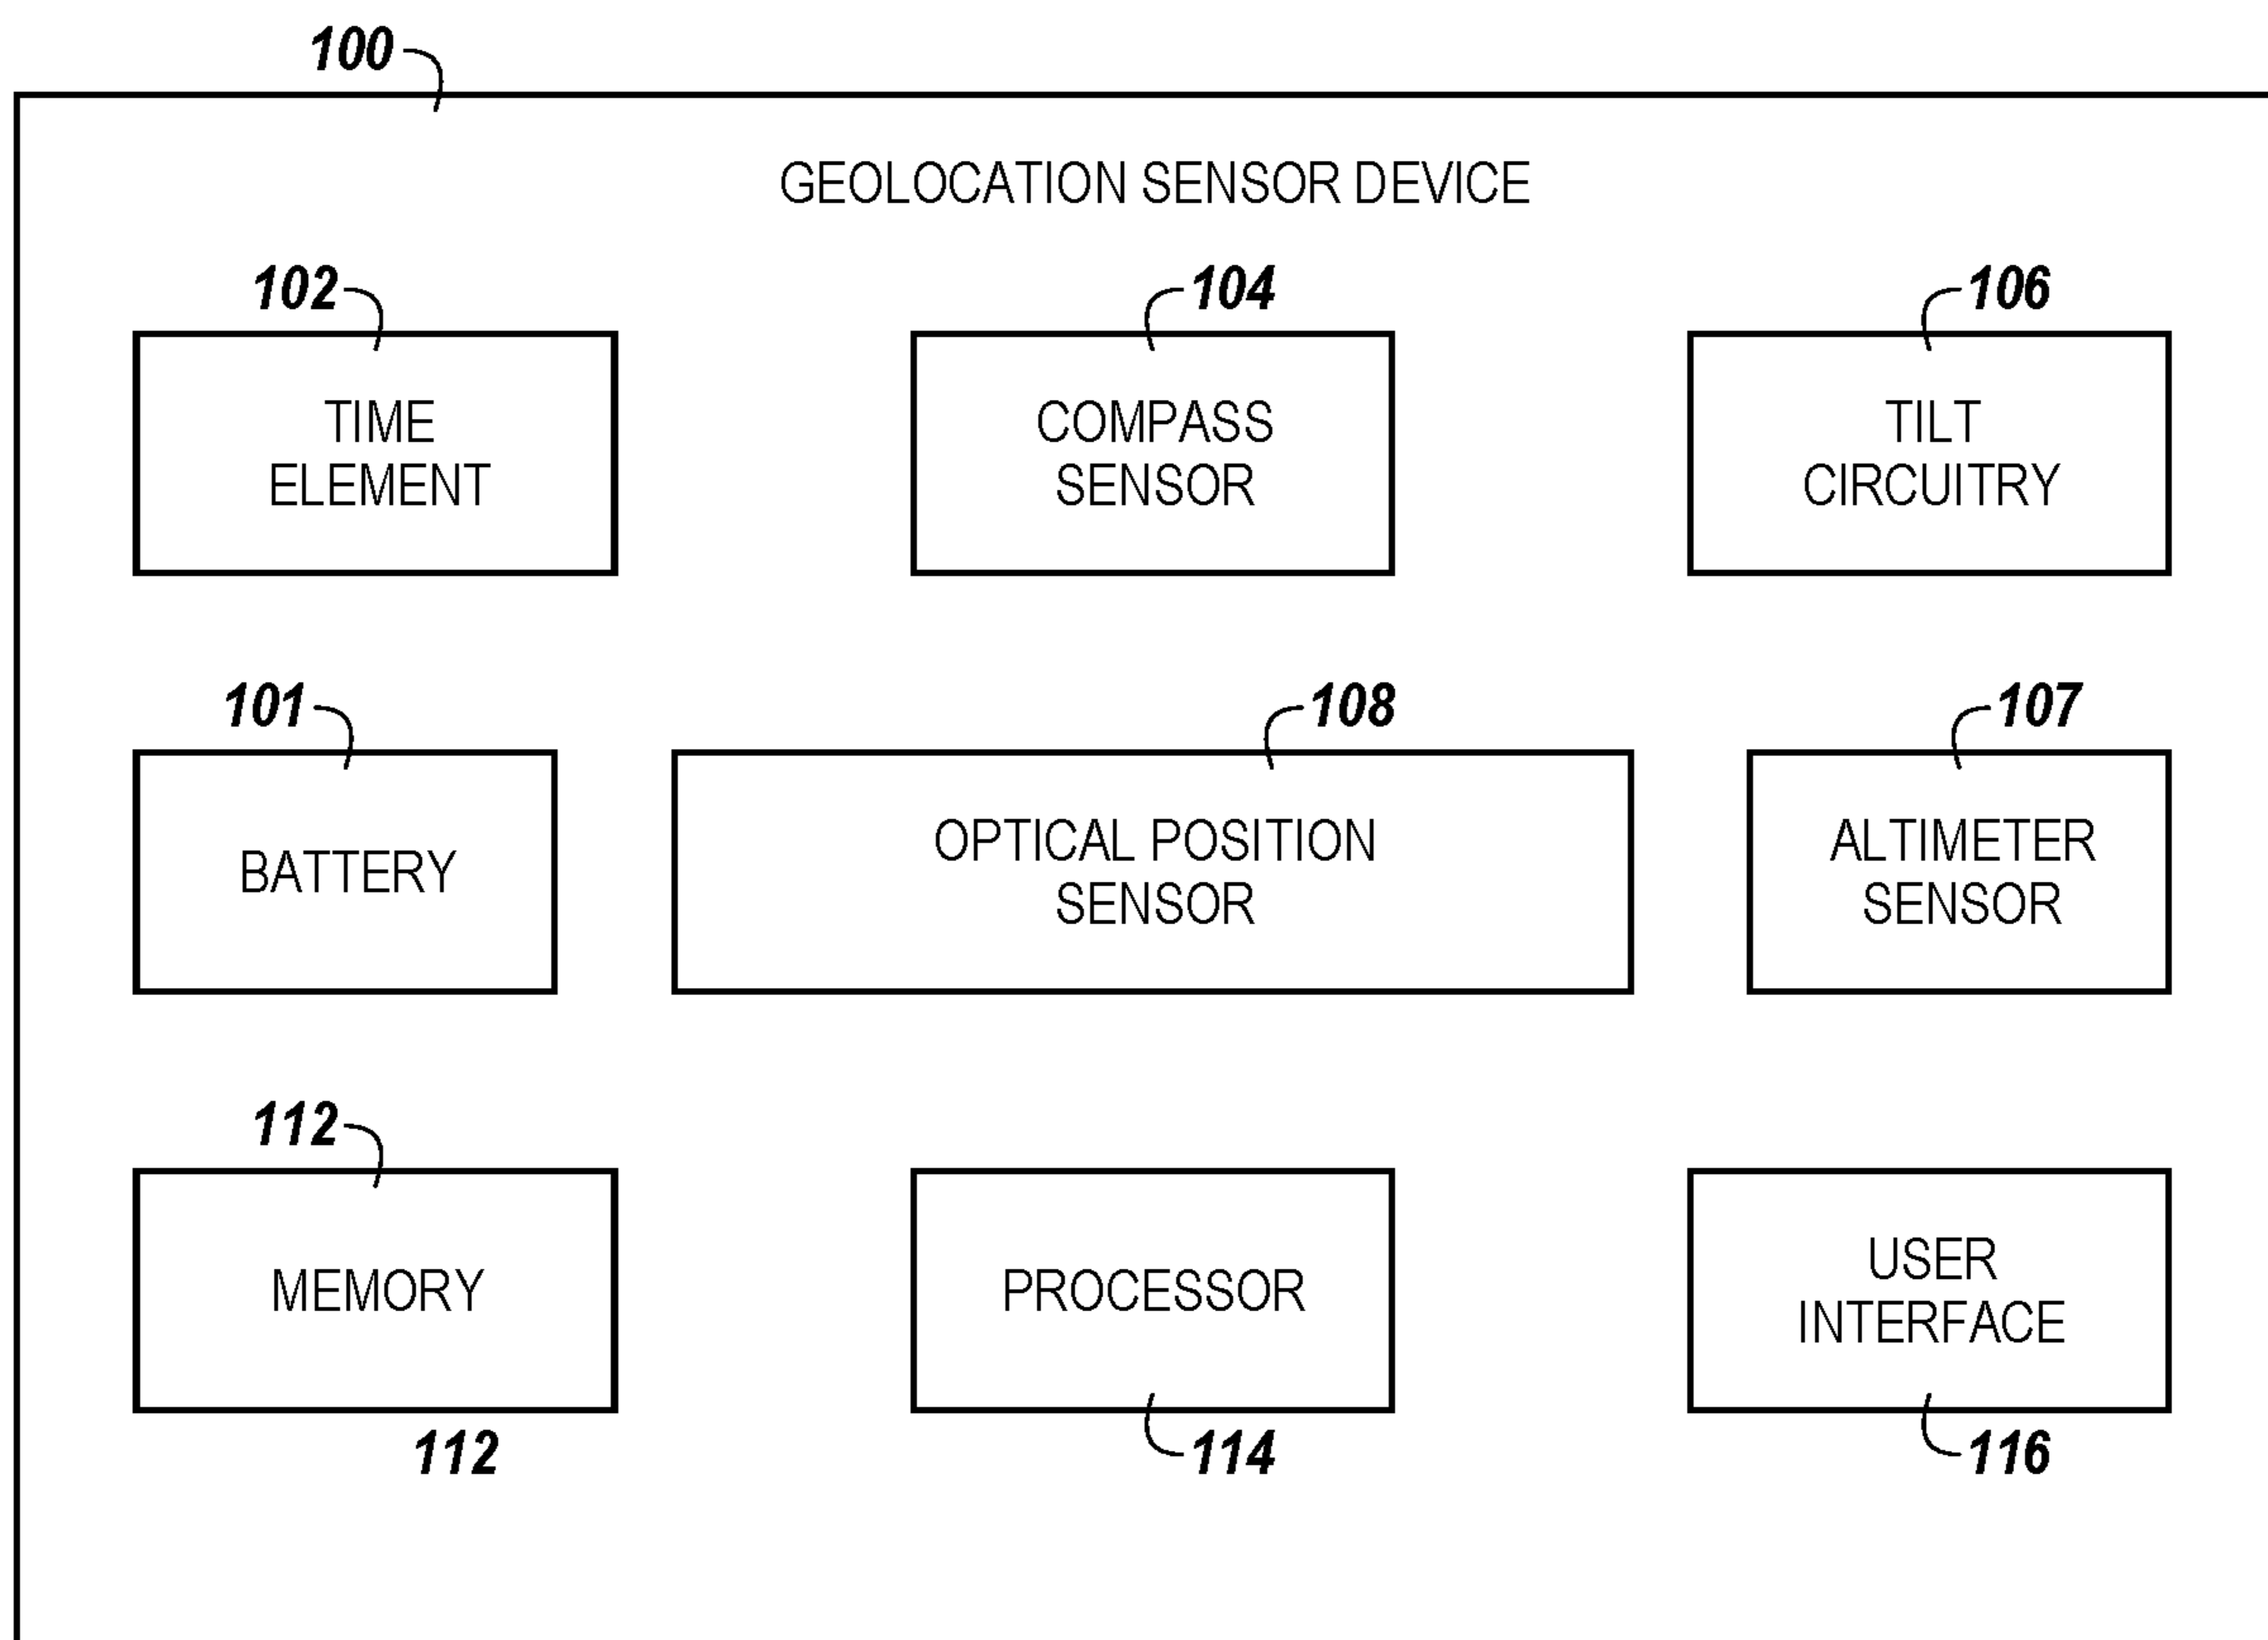 100
GEOLOCATION SENSOR DEVICE
102
104
106
TIME
ELEMENT
COMPASS
SENSOR
TILT
CIRCUITRY
101
108
107
BATTERY
OPTICAL POSITION
SENSOR
ALTIMETER
SENSOR
112
MEMORY
PROCESSOR
USER
INTERFACE
112
114
116